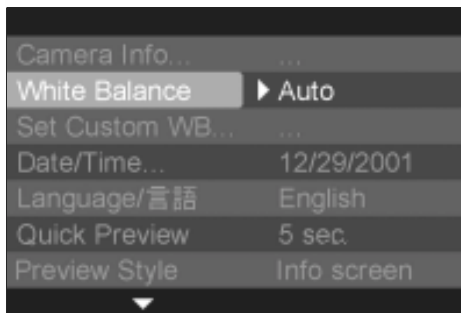 Camera Info... ...
White Balance Auto
Set Custom WB... ...
Date/Time... 12/29/2001
Language/言語 English
Quick Preview 5 sec.
Preview Style Info screen